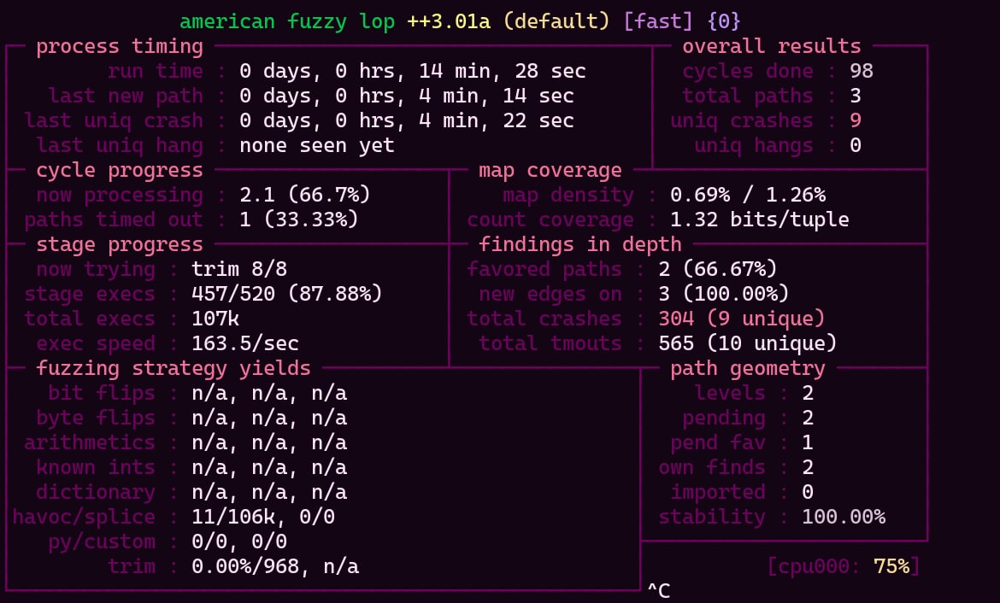 american fuzzy lop ++3.01a (default) [fast] {0}
process timing overall results
run time : 0 days, 0 hrs, 14 min, 28 sec cycles done : 98
last new path : 0 days, 0 hrs, 4 min, 14 sec total paths : 3
last uniq crash : 0 days, 0 hrs, 4 min, 22 sec uniq crashes : 9
last uniq hang : none seen yet uniq hangs : 0
cycle progress map coverage
now processing : 2.1 (66.7%) map density : 0.69% / 1.26%
paths timed out : 1 (33.33%) count coverage : 1.32 bits/tuple
stage progress findings in depth
now trying : trim 8/8 favored paths : 2 (66.67%)
stage execs : 457/520 (87.88%) new edges on : 3 (100.00%)
total execs : 107k total crashes : 304 (9 unique)
exec speed : 163.5/sec total tmouts : 565 (10 unique)
fuzzing strategy yields path geometry
bit flips : n/a, n/a, n/a levels : 2
byte flips : n/a, n/a, n/a pending : 2
arithmetics : n/a, n/a, n/a pend fav : 1
known ints : n/a, n/a, n/a own finds : 2
dictionary : n/a, n/a, n/a imported : 0
havoc/splice : 11/106k, 0/0 stability : 100.00%
py/custom : 0/0, 0/0
trim : 0.00%/968, n/a [cpu000: 75%]
^C